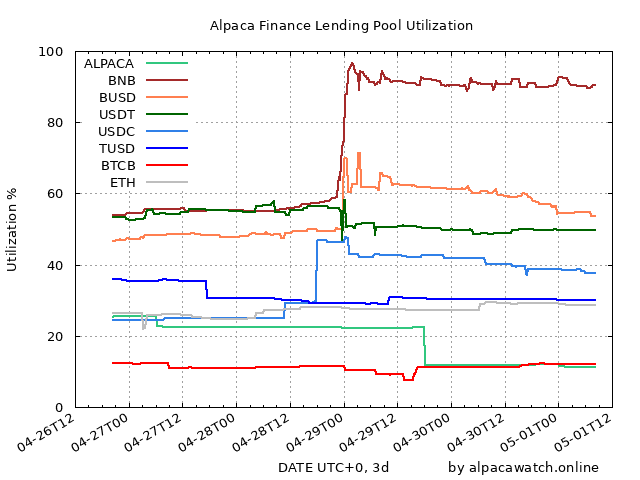 Alpaca Finance Lending Pool Utilization
100
80
60
40
20
0
Utilization %
ALPACA
BNB
BUSD
USDT
USDC
TUSD
BTCB
ETH
04-26T12
04-27T00
04-27T12
04-28T00
04-28T12
04-29T00
04-29T12
04-30T00
04-30T12
05-01T00
05-01T12
DATE UTC+0, 3d
by alpacawatch.online